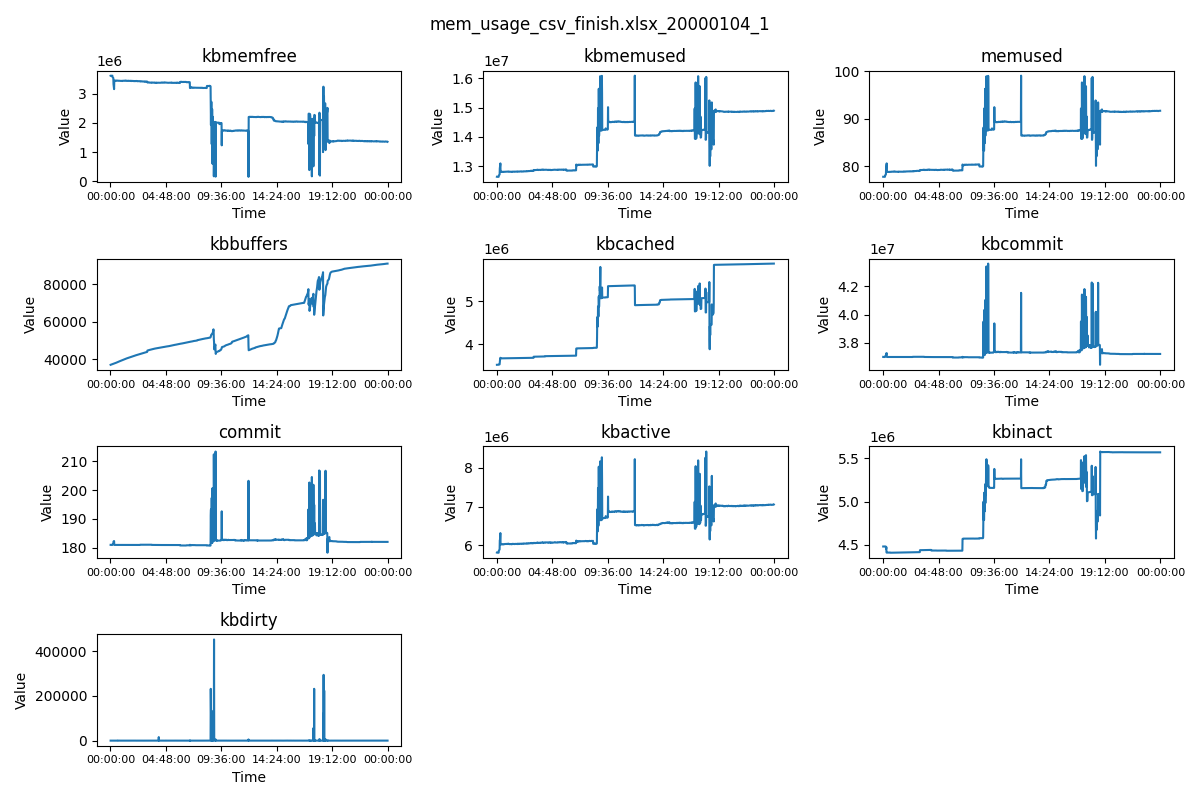 mem_usage_csv_finish.xlsx_20000104_1
kbmemfree
1e6
3
2
1
0
Value
00:00:00 04:48:00 09:36:00 14:24:00 19:12:00 00:00:00
Time
kbmemused
1e7
1.6
1.5
1.4
1.3
Value
00:00:00 04:48:00 09:36:00 14:24:00 19:12:00 00:00:00
Time
memused
100
90
80
Value
00:00:00 04:48:00 09:36:00 14:24:00 19:12:00 00:00:00
Time
kbbuffers
80000
60000
40000
Value
00:00:00 04:48:00 09:36:00 14:24:00 19:12:00 00:00:00
Time
kbcached
1e6
5
4
Value
00:00:00 04:48:00 09:36:00 14:24:00 19:12:00 00:00:00
Time
kbcommit
1e7
4.2
4.0
3.8
Value
00:00:00 04:48:00 09:36:00 14:24:00 19:12:00 00:00:00
Time
commit
210
200
190
180
Value
00:00:00 04:48:00 09:36:00 14:24:00 19:12:00 00:00:00
Time
kbactive
1e6
8
7
6
Value
00:00:00 04:48:00 09:36:00 14:24:00 19:12:00 00:00:00
Time
kbinact
1e6
5.5
5.0
4.5
Value
00:00:00 04:48:00 09:36:00 14:24:00 19:12:00 00:00:00
Time
kbdirty
400000
200000
0
Value
00:00:00 04:48:00 09:36:00 14:24:00 19:12:00 00:00:00
Time